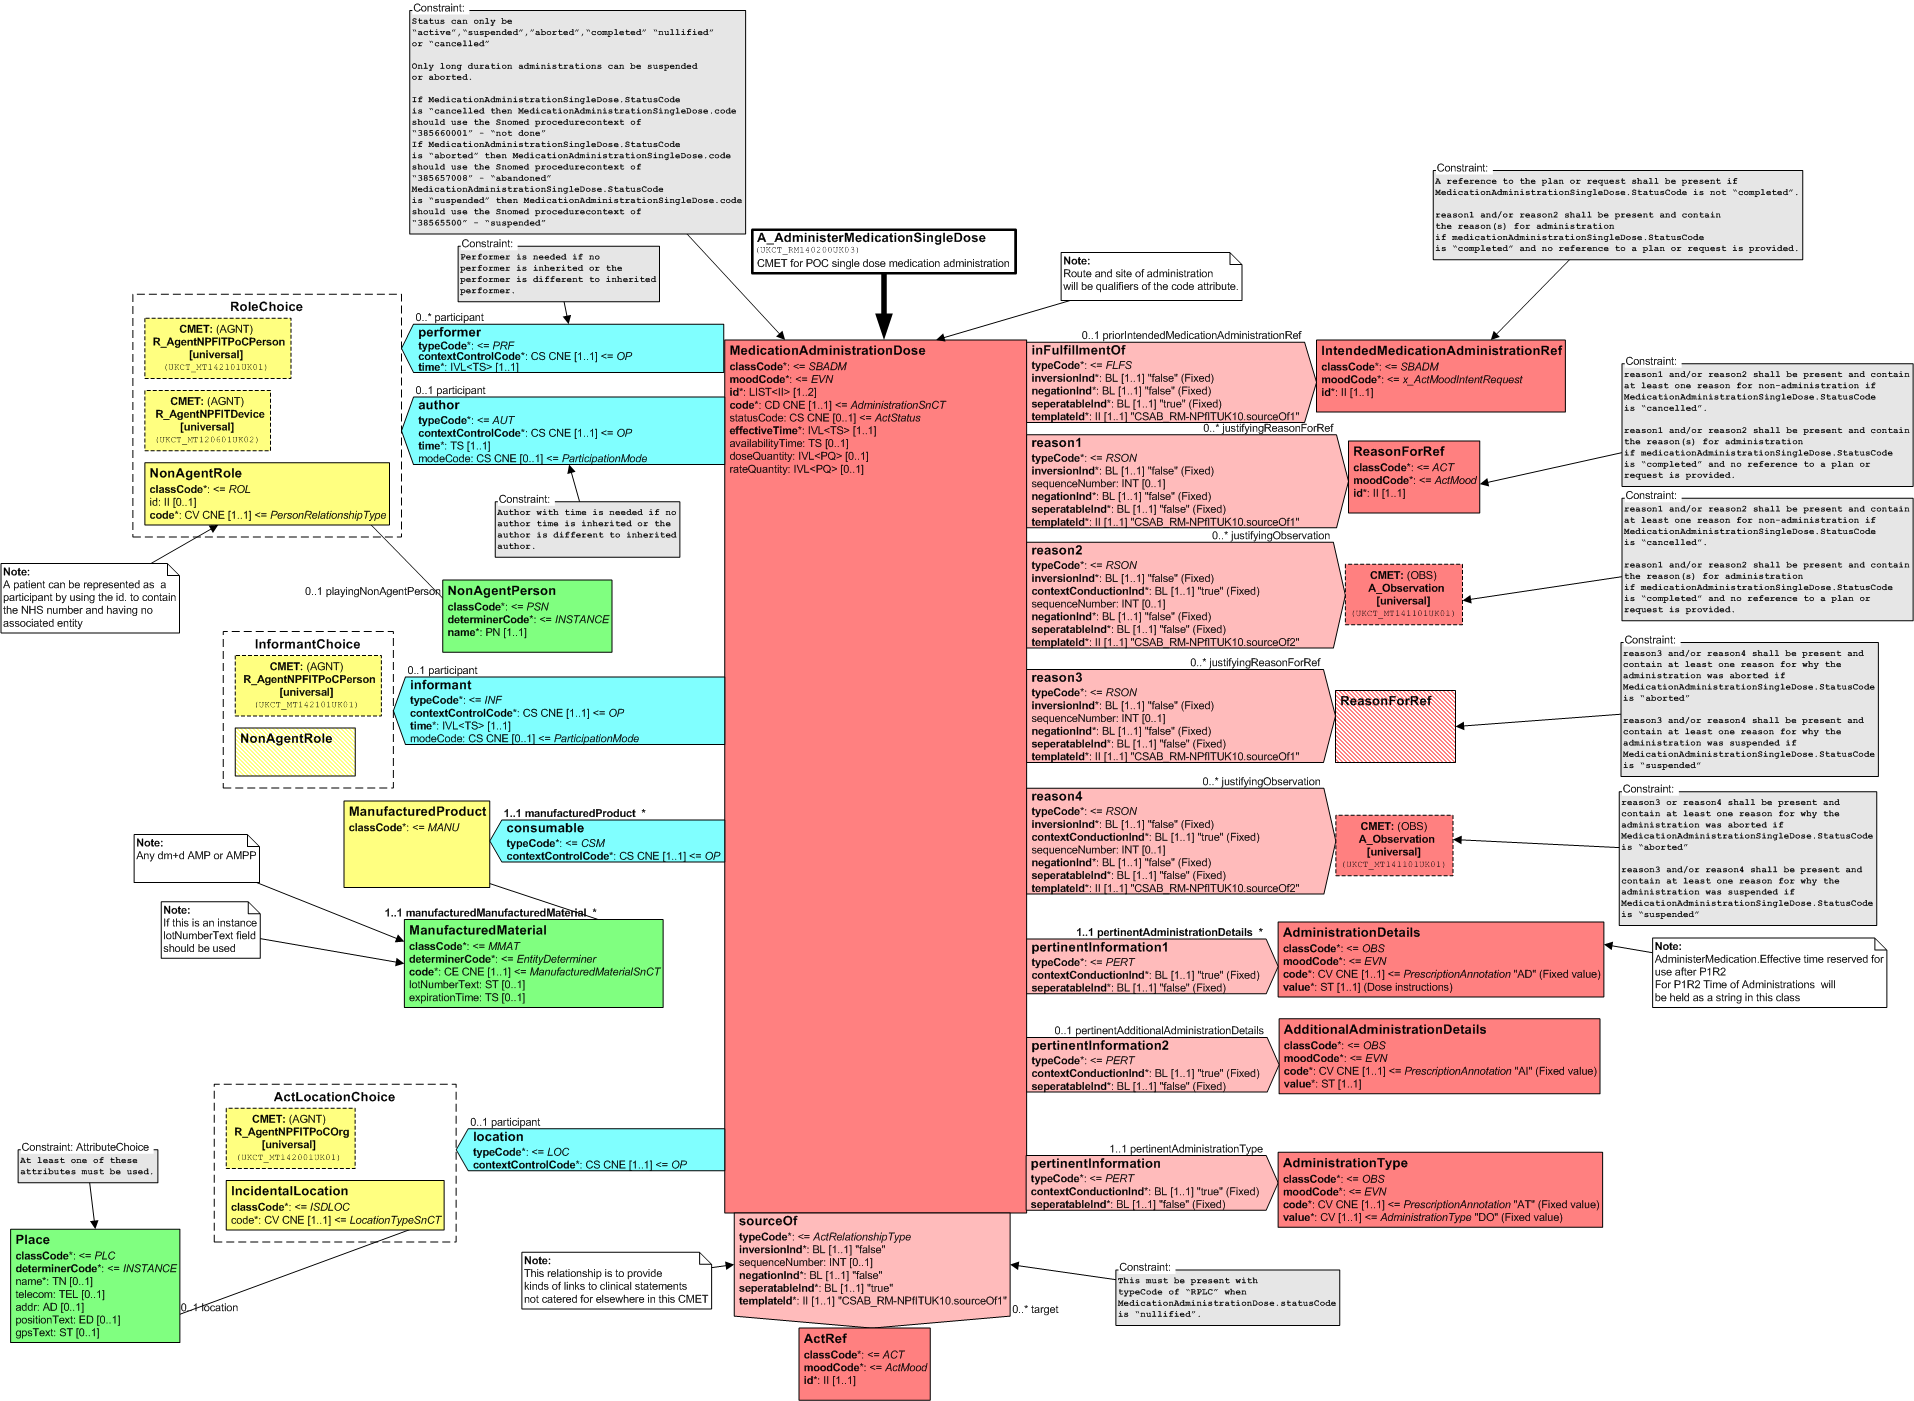 Constraint:
Status can only be
"active","suspended","aborted","completed" "nullified"
or "cancelled"
Only long duration administrations can be suspended
or aborted.
If MedicationAdministrationSingleDose.StatusCode
is "cancelled then MedicationAdministrationSingleDose.code
should use the Snomed procedurecontext of
"385660001" - "not done"
If MedicationAdministrationSingleDose.StatusCode
is "aborted" then MedicationAdministrationSingleDose.code
should use the Snomed procedurecontext of
"385657008" - "abandoned"
MedicationAdministrationSingleDose.StatusCode
is "suspended" then MedicationAdministrationSingleDose.code
should use the Snomed procedurecontext of
"38565500" - "suspended"
Constraint:
A reference to the plan or request shall be present if
MedicationAdministrationSingleDose.StatusCode is not "completed".
reason1 and/or reason2 shall be present and contain
the reason(s) for administration
if medicationAdministrationSingleDose.StatusCode
is "completed" and no reference to a plan or request is provided.
A_AdministerMedicationSingleDose
(UKCT_RM140200UK03)
CMET for POC single dose medication administration
Constraint:
Performer is needed if no
performer is inherited or the
performer is different to inherited
performer.
Note:
Route and site of administration
will be qualifiers of the code attribute.
RoleChoice
CMET: (AGNT)
R_AgentNPFITPoCPerson
[universal]
(UKCT_MT142101UK01)
CMET: (AGNT)
R_AgentNPFITDevice
[universal]
(UKCT_MT120601UK02)
NonAgentRole
classCode*: <= ROL
id: II [0..1]
code*: CV CNE [1..1] <= PersonRelationshipType
0..* participant
performer
typeCode*: <= PRF
contextControlCode*: CS CNE [1..1] <= OP
time*: IVL<TS> [1..1]
0..1 participant
author
typeCode*: <= AUT
contextControlCode*: CS CNE [1..1] <= OP
time*: TS [1..1]
modeCode: CS CNE [0..1] <= ParticipationMode
Constraint:
Author with time is needed if no
author time is inherited or the
author is different to inherited
author.
MedicationAdministrationDose
classCode*: <= SBADM
moodCode*: <= EVN
id*: LIST<II> [1..2]
code*: CD CNE [1..1] <= AdministrationSnCT
statusCode: CS CNE [0..1] <= ActStatus
effectiveTime*: IVL<TS> [1..1]
availabilityTime: TS [0..1]
doseQuantity: IVL<PQ> [0..1]
rateQuantity: IVL<PQ> [0..1]
0..1 priorIntendedMedicationAdministrationRef
inFulfillmentOf
typeCode*: <= FLFS
inversionInd*: BL [1..1] "false" (Fixed)
negationInd*: BL [1..1] "false" (Fixed)
seperatableInd*: BL [1..1] "true" (Fixed)
templateId*: II [1..1] "CSAB_RM-NPfITUK10.sourceOf1"
IntendedMedicationAdministrationRef
classCode*: <= SBADM
moodCode*: <= x_ActMoodIntentRequest
id*: II [1..1]
0..* justifyingReasonForRef
reason1
typeCode*: <= RSON
inversionInd*: BL [1..1] "false" (Fixed)
sequenceNumber: INT [0..1]
negationInd*: BL [1..1] "false" (Fixed)
seperatableInd*: BL [1..1] "false" (Fixed)
templateId*: II [1..1] "CSAB_RM-NPfITUK10.sourceOf1"
ReasonForRef
classCode*: <= ACT
moodCode*: <= ActMood
id*: II [1..1]
Constraint:
reason1 and/or reason2 shall be present and contain
at least one reason for non-administration if
MedicationAdministrationSingleDose.StatusCode
is "cancelled".
reason1 and/or reason2 shall be present and contain
the reason(s) for administration
if medicationAdministrationSingleDose.StatusCode
is "completed" and no reference to a plan or
request is provided.
0..* justifyingObservation
reason2
typeCode*: <= RSON
inversionInd*: BL [1..1] "false" (Fixed)
contextConductionInd*: BL [1..1] "true" (Fixed)
sequenceNumber: INT [0..1]
negationInd*: BL [1..1] "false" (Fixed)
seperatableInd*: BL [1..1] "false" (Fixed)
templateId*: II [1..1] "CSAB_RM-NPfITUK10.sourceOf2"
CMET: (OBS)
A_Observation
[universal]
(UKCT_MT141101UK01)
Constraint:
reason1 and/or reason2 shall be present and contain
at least one reason for non-administration if
MedicationAdministrationSingleDose.StatusCode
is "cancelled".
reason1 and/or reason2 shall be present and contain
the reason(s) for administration
if medicationAdministrationSingleDose.StatusCode
is "completed" and no reference to a plan or
request is provided.
Note:
A patient can be represented as a
participant by using the id. to contain
the NHS number and having no
associated entity
0..1 playingNonAgentPerson
NonAgentPerson
classCode*: <= PSN
determinerCode*: <= INSTANCE
name*: PN [1..1]
InformantChoice
CMET: (AGNT)
R_AgentNPFITPoCPerson
[universal]
(UKCT_MT142101UK01)
NonAgentRole
0..1 participant
informant
typeCode*: <= INF
contextControlCode*: CS CNE [1..1] <= OP
time*: IVL<TS> [1..1]
modeCode: CS CNE [0..1] <= ParticipationMode
0..* justifyingReasonForRef
reason3
typeCode*: <= RSON
inversionInd*: BL [1..1] "false" (Fixed)
sequenceNumber: INT [0..1]
negationInd*: BL [1..1] "false" (Fixed)
seperatableInd*: BL [1..1] "false" (Fixed)
templateId*: II [1..1] "CSAB_RM-NPfITUK10.sourceOf1"
ReasonForRef
Constraint:
reason3 and/or reason4 shall be present and
contain at least one reason for why the
administration was aborted if
MedicationAdministrationSingleDose.StatusCode
is "aborted"
reason3 and/or reason4 shall be present and
contain at least one reason for why the
administration was suspended if
MedicationAdministrationSingleDose.StatusCode
is "suspended"
0..* justifyingObservation
reason4
typeCode*: <= RSON
inversionInd*: BL [1..1] "false" (Fixed)
contextConductionInd*: BL [1..1] "true" (Fixed)
sequenceNumber: INT [0..1]
negationInd*: BL [1..1] "false" (Fixed)
seperatableInd*: BL [1..1] "false" (Fixed)
templateId*: II [1..1] "CSAB_RM-NPfITUK10.sourceOf2"
CMET: (OBS)
A_Observation
[universal]
(UKCT_MT141101UK01)
Constraint:
reason3 or reason4 shall be present and
contain at least one reason for why the
administration was aborted if
MedicationAdministrationSingleDose.StatusCode
is "aborted"
reason3 and/or reason4 shall be present and
contain at least one reason for why the
administration was suspended if
MedicationAdministrationSingleDose.StatusCode
is "suspended"
ManufacturedProduct
classCode*: <= MANU
1..1 manufacturedProduct *
consumable
typeCode*: <= CSM
contextControlCode*: CS CNE [1..1] <= OP
Note:
Any dm+d AMP or AMPP
Note:
If this is an instance
lotNumberText field
should be used
1..1 manufacturedManufacturedMaterial *
ManufacturedMaterial
classCode*: <= MMAT
determinerCode*: <= EntityDeterminer
code*: CE CNE [1..1] <= ManufacturedMaterialSnCT
lotNumberText: ST [0..1]
expirationTime: TS [0..1]
1..1 pertinentAdministrationDetails *
pertinentInformation1
typeCode*: <= PERT
contextConductionInd*: BL [1..1] "true" (Fixed)
seperatableInd*: BL [1..1] "false" (Fixed)
AdministrationDetails
classCode*: <= OBS
moodCode*: <= EVN
code*: CV CNE [1..1] <= PrescriptionAnnotation "AD" (Fixed value)
value*: ST [1..1] (Dose instructions)
Note:
AdministerMedication.Effective time reserved for
use after P1R2
For P1R2 Time of Administrations will
be held as a string in this class
0..1 pertinentAdditionalAdministrationDetails
pertinentInformation2
typeCode*: <= PERT
contextConductionInd*: BL [1..1] "true" (Fixed)
seperatableInd*: BL [1..1] "false" (Fixed)
AdditionalAdministrationDetails
classCode*: <= OBS
moodCode*: <= EVN
code*: CV CNE [1..1] <= PrescriptionAnnotation "AI" (Fixed value)
value*: ST [1..1]
ActLocationChoice
CMET: (AGNT)
R_AgentNPFITPoCOrg
[universal]
(UKCT_MT142001UK01)
IncidentalLocation
classCode*: <= ISDLOC
code*: CV CNE [1..1] <= LocationTypeSnCT
0..1 participant
location
typeCode*: <= LOC
contextControlCode*: CS CNE [1..1] <= OP
1..1 pertinentAdministrationType
pertinentInformation
typeCode*: <= PERT
contextConductionInd*: BL [1..1] "true" (Fixed)
seperatableInd*: BL [1..1] "false" (Fixed)
AdministrationType
classCode*: <= OBS
moodCode*: <= EVN
code*: CV CNE [1..1] <= PrescriptionAnnotation "AT" (Fixed value)
value*: CV [1..1] <= AdministrationType "DO" (Fixed value)
Constraint: AttributeChoice
At least one of these
attributes must be used.
Place
classCode*: <= PLC
determinerCode*: <= INSTANCE
name*: TN [0..1]
telecom: TEL [0..1]
addr: AD [0..1]
positionText: ED [0..1]
gpsText: ST [0..1]
0..1 location
sourceOf
typeCode*: <= ActRelationshipType
inversionInd*: BL [1..1] "false"
sequenceNumber: INT [0..1]
negationInd*: BL [1..1] "false"
seperatableInd*: BL [1..1] "true"
templateId*: II [1..1] "CSAB_RM-NPfITUK10.sourceOf1"
0..* target
Note:
This relationship is to provide
kinds of links to clinical statements
not catered for elsewhere in this CMET
Constraint:
This must be present with
typeCode of "RPLC" when
MedicationAdministrationDose.statusCode
is "nullified".
ActRef
classCode*: <= ACT
moodCode*: <= ActMood
id*: II [1..1]